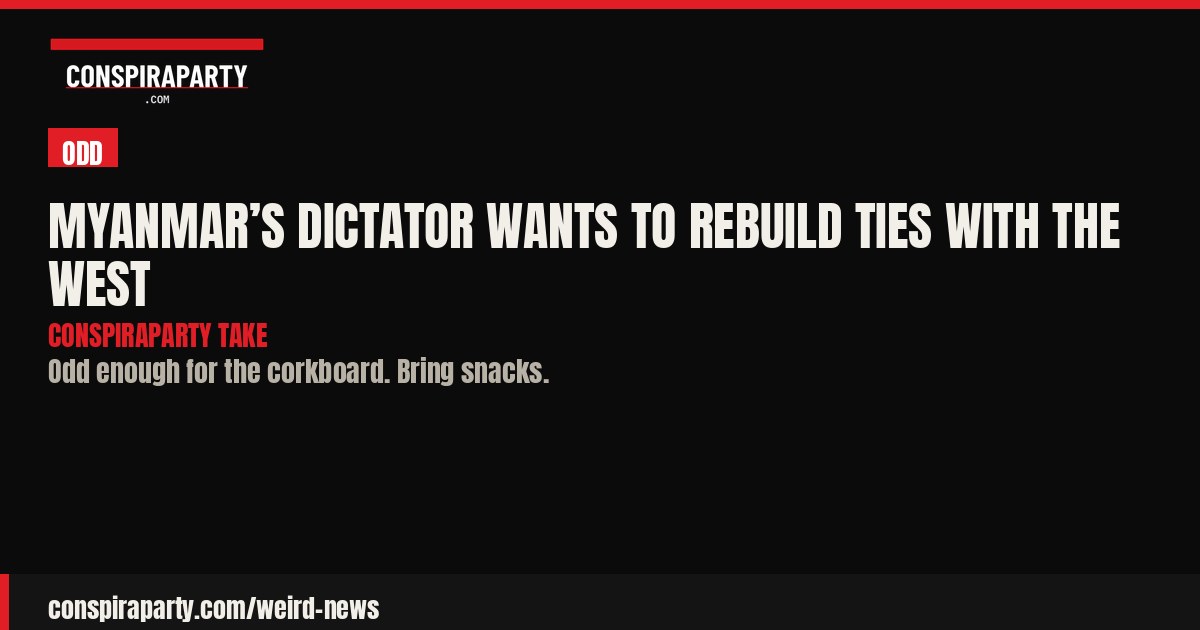 CONSPIRAPARTY
.COM
ODD
MYANMAR’S DICTATOR WANTS TO REBUILD TIES WITH THE
WEST
CONSPIRAPARTY TAKE
Odd enough for the corkboard. Bring snacks.
conspiraparty.com/weird-news